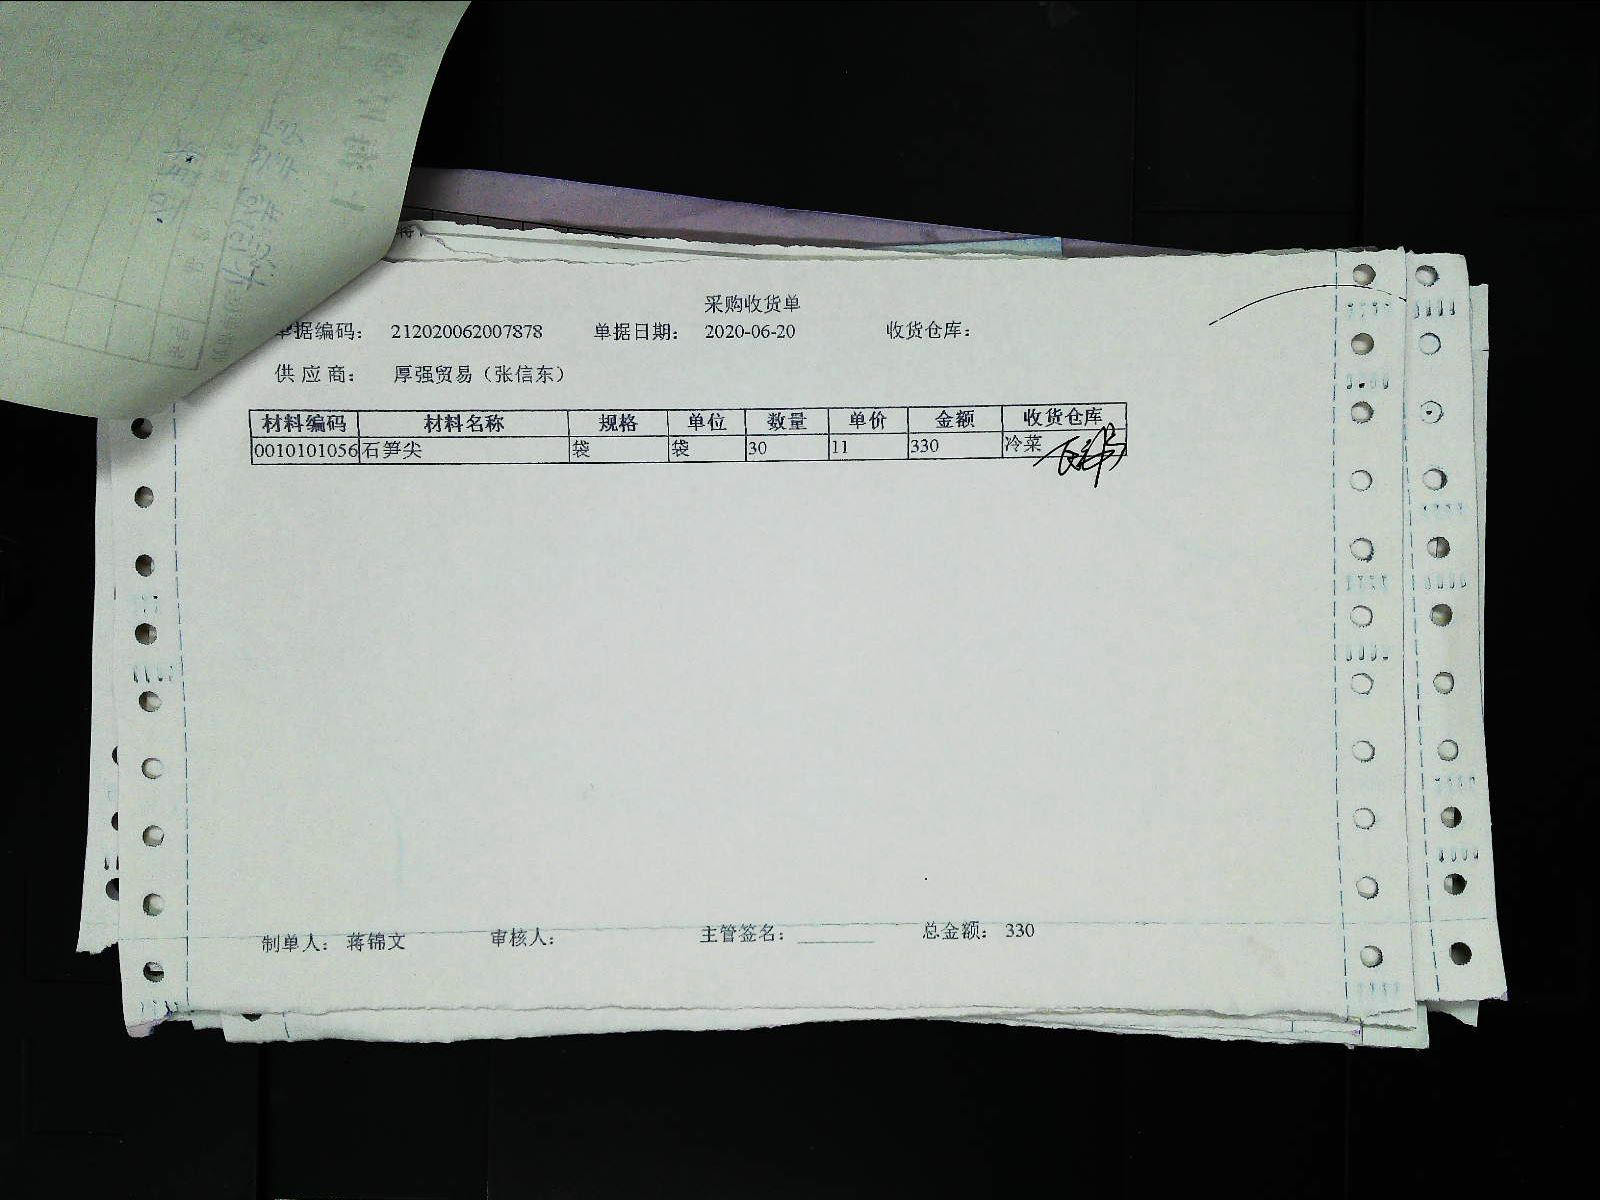 采购收货单
单据编码： 212020062007878 单据日期： 2020-06-20 收货仓库：
供应商： 厚强贸易（张信东）
材料编码 材料名称 规格 单位 数量 单价 金额 收货仓库
0010101056 石笋尖 袋 袋 30 11 330 冷菜
制单人： 蒋锦文 审核人： 主管签名： ________ 总金额： 330